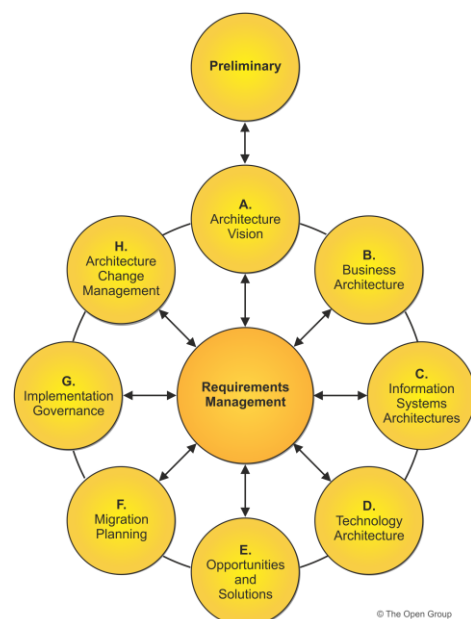 Preliminary
A.
Architecture
Vision
B.
Business
Architecture
C.
Information
Systems
Architectures
D.
Technology
Architecture
E.
Opportunities
and
Solutions
F.
Migration
Planning
G.
Implementation
Governance
H.
Architecture
Change
Management
Requirements
Management
© The Open Group